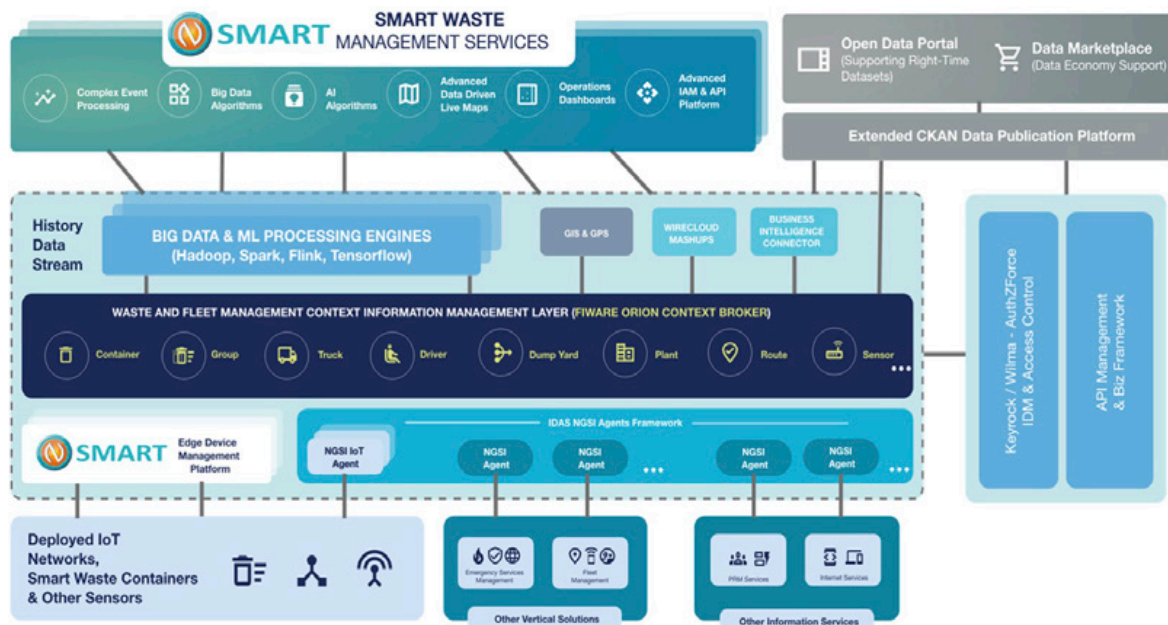 SMART
SMART WASTE
MANAGEMENT SERVICES
Complex Event
Processing
Big Data
Algorithms
AI
Algorithms
Advanced
Data Driven
Live Maps
Operations
Dashboards
Advanced
IAM & API
Platform
Open Data Portal
(Supporting Right-Time
Datasets)
Data Marketplace
(Data Economy Support)
Extended CKAN Data Publication Platform
History
Data
Stream
BIG DATA & ML PROCESSING ENGINES
(Hadoop, Spark, Flink, Tensorflow)
GIS & GPS
WIRECLOUD
MASHUPS
BUSINESS
INTELLIGENCE
CONNECTOR
WASTE AND FLEET MANAGEMENT CONTEXT INFORMATION MANAGEMENT LAYER (FIWARE ORION CONTEXT BROKER)
Container
Group
Truck
Driver
Dump Yard
Plant
Route
Sensor
...
Keyrock / Wilma - AuthZForce
IDM & Access Control
API Management
& Biz Framework
SMART
Edge Device
Management
Platform
IDAS NGSI Agents Framework
NGSI IoT
Agent
NGSI
Agent
NGSI
Agent
...
NGSI
Agent
NGSI
Agent
...
Deployed IoT
Networks,
Smart Waste Containers
& Other Sensors
Emergency Services
Management
Fleet
Management
Other Vertical Solutions
PRM Services
Internet Services
Other Information Services